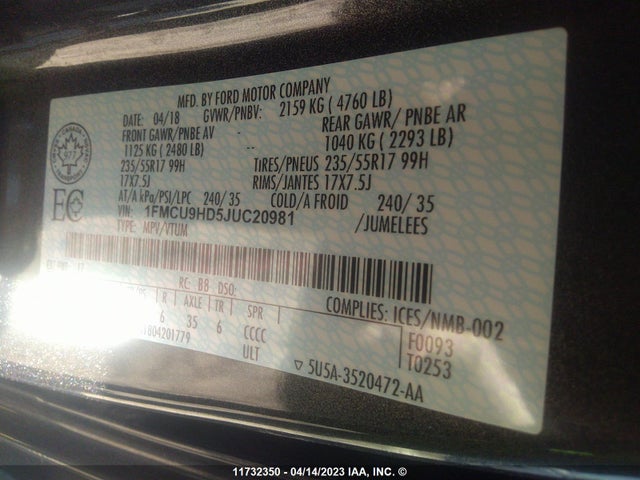 MFD. BY FORD MOTOR COMPANY
DATE: 04/18 GVWR/PNBV: 2159 KG ( 4760 LB)
FRONT GAWR/PNBE AV REAR GAWR/ PNBE AR
1125 KG ( 2480 LB) -- 1040 KG ( 2293 LB)
235/55R17 99H TIRES/PNEUS 235/55R17 99H
17X7.5J RIMS/JANTES 17X7.5J
AT/A kPa/PSI/LPC 240/ 35 COLD/A FROID 240/ 35
VIN: 1FMCU9HD5JUC20981 /JUMELEES
TYPE: MPV/VTUM
EC
RC: B8 DSO:
COMPLIES: ICES/NMB-002
R AXLE TR SPR F0093
6 35 6 CCCC T0253
1804201779 ULT
5U5A-3520472-AA
11732350 - 04/14/2023 IAA, INC. ©